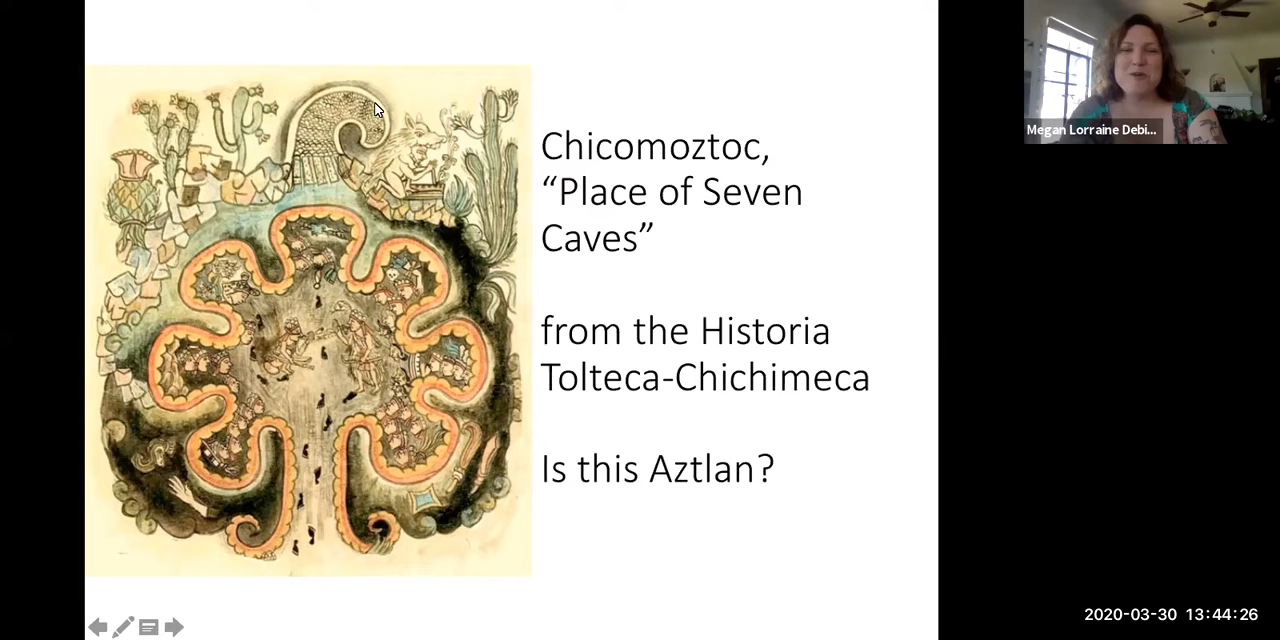 Chicomoztoc,
“Place of Seven
Caves”
from the Historia
Tolteca-Chichimeca
Is this Aztlan?
Megan Lorraine Debi...
2020-03-30 13:44:26